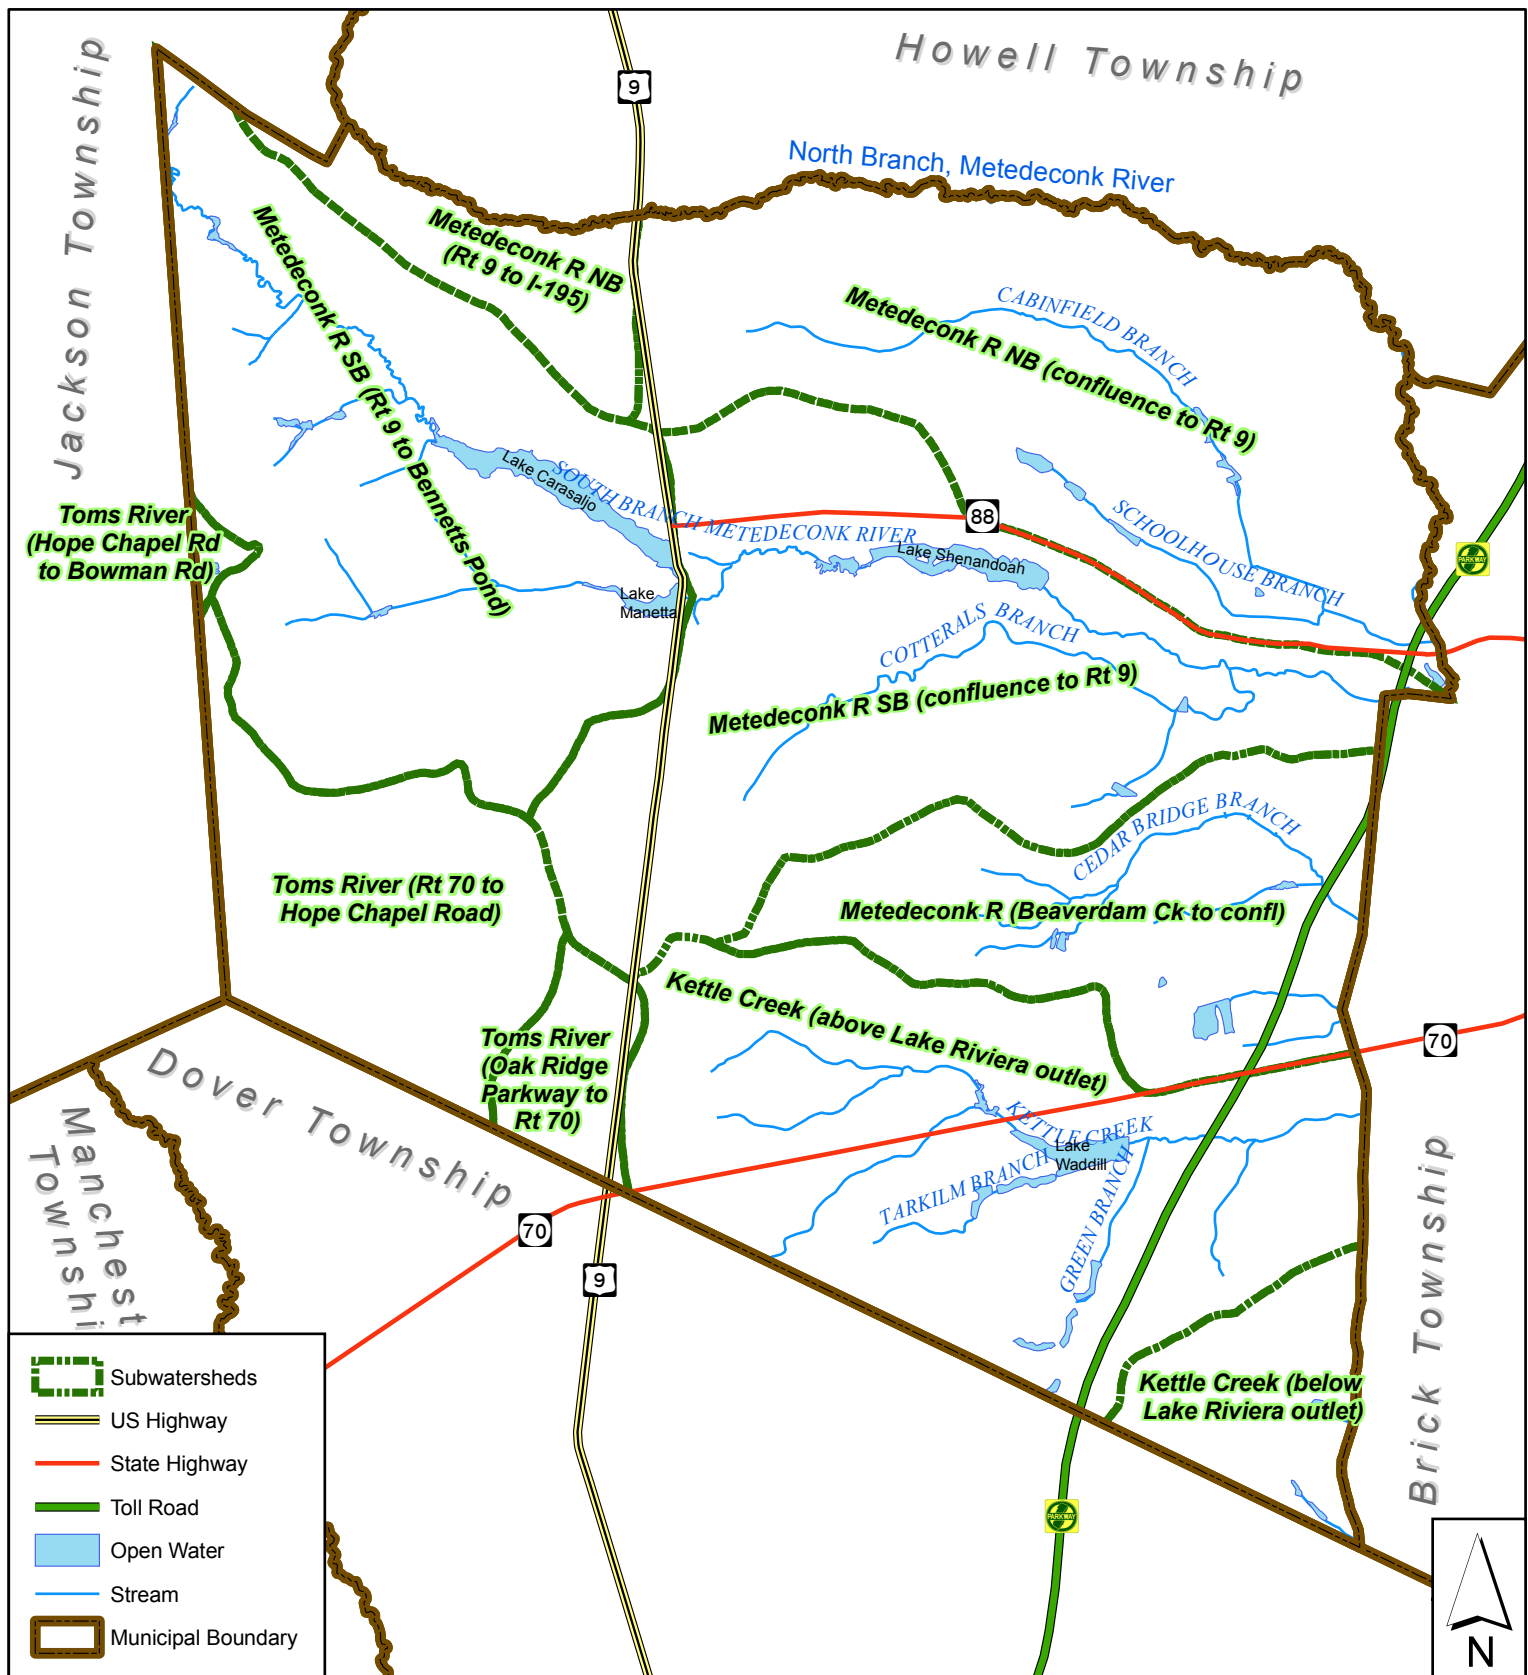 Howell Township
Jackson Township
9
North Branch, Metedeconk River
Metedeconk R NB
(Rt 9 to I-195)
Metedeconk R SB (Rt 9 to Bennetts Pond)
CABINFIELD BRANCH
Metedeconk R NB (confluence to Rt 9)
Lake Carasaljo
SOUTH BRANCH METEDECONK RIVER
88
Toms River
(Hope Chapel Rd
to Bowman Rd)
SCHOOLHOUSE BRANCH
PARKWAY
Lake Shenandoah
Lake
Manetta
COTTERALS BRANCH
Metedeconk R SB (confluence to Rt 9)
CEDAR BRIDGE BRANCH
Toms River (Rt 70 to
Hope Chapel Road)
Metedeconk R (Beaverdam Ck to confl)
Kettle Creek (above Lake Riviera outlet)
Toms River
(Oak Ridge
Parkway to
Rt 70)
70
Dover Township
Manchest
Townshi
KETTLE CREEK
Lake
Waddill
TARKILM BRANCH
GREEN BRANCH
70
9
Brick Township
Kettle Creek (below
Lake Riviera outlet)
PARKWAY
Subwatersheds
US Highway
State Highway
Toll Road
Open Water
Stream
Municipal Boundary
N